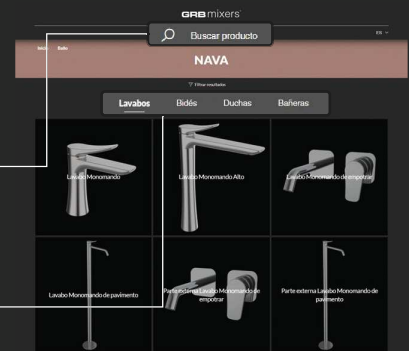 GRB mixers
Buscar producto
ES
Inicio Baño
NAVA
Filtrar resultados
Lavabos Bidés Duchas Bañeras
Lavabo Monomando
Lavabo Monomando Alto
Lavabo Monomando de empotrar
Lavabo Monomando de pavimento
Parte externa Lavabo Monomando de
empotrar
Parte externa Lavabo Monomando de
pavimento